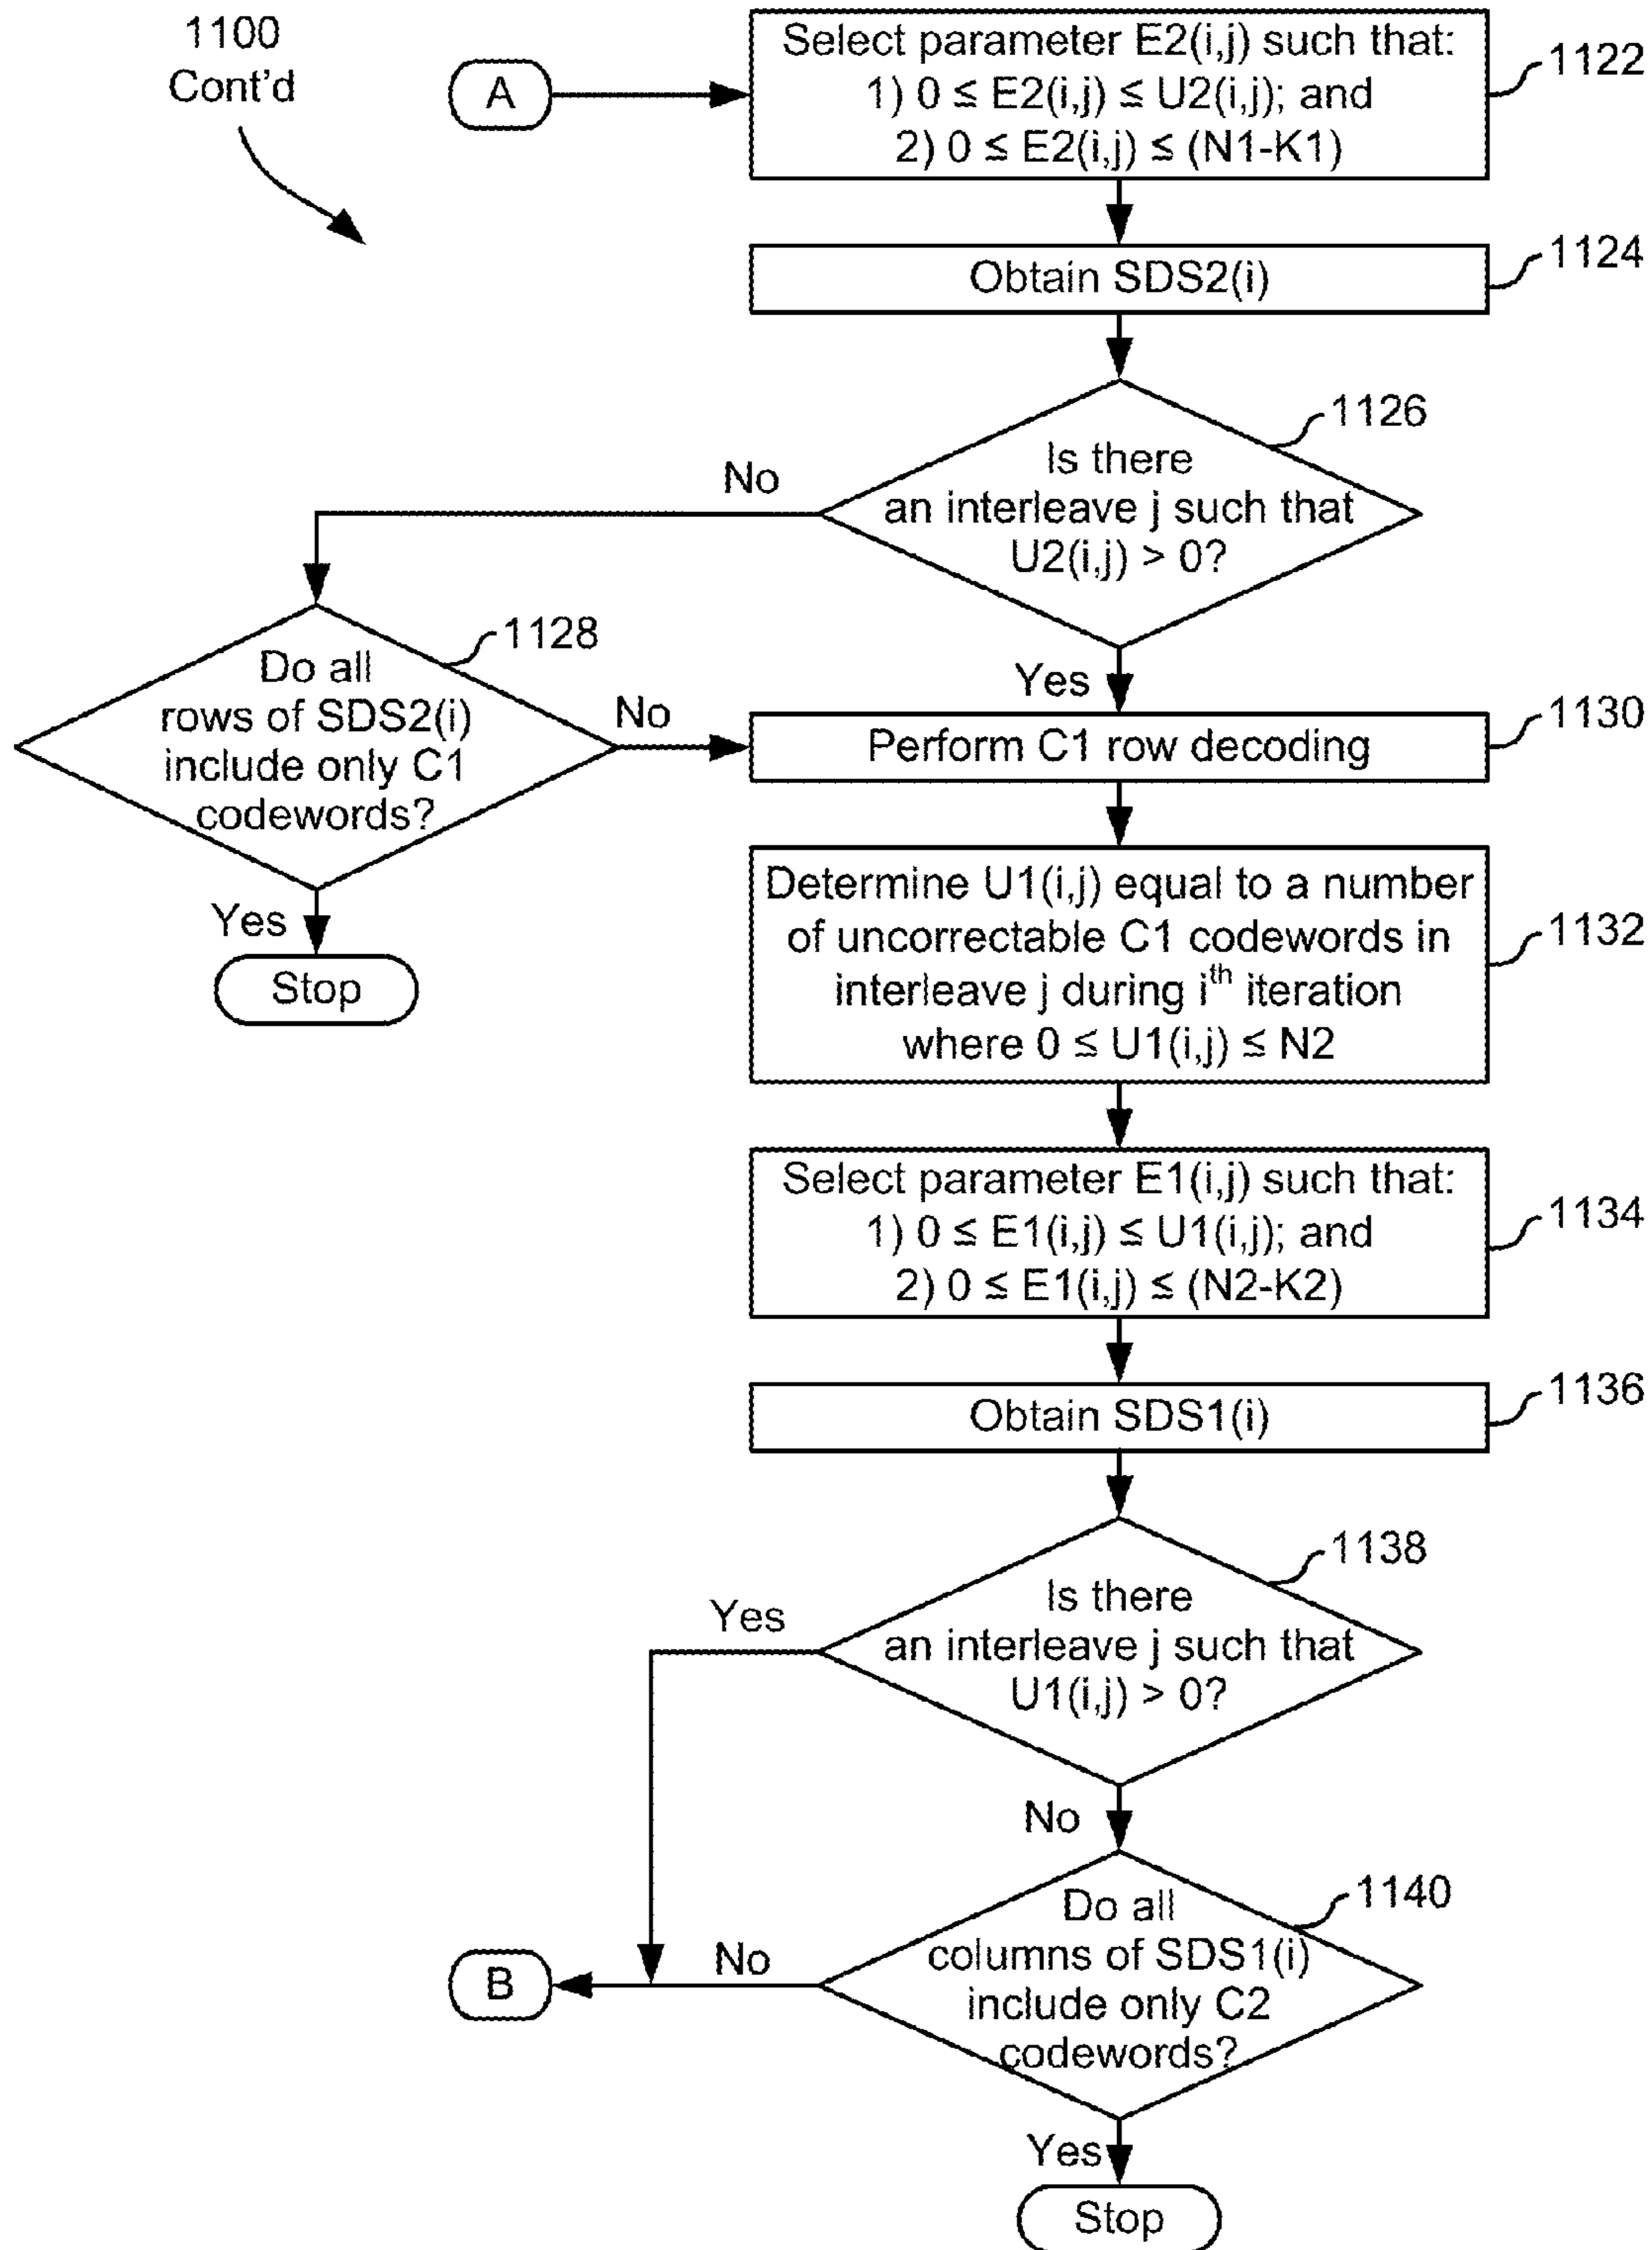 1100
Cont'd
A
Select parameter E2(i,j) such that:
1) 0 ≤ E2(i,j) ≤ U2(i,j); and
2) 0 ≤ E2(i,j) ≤ (N1-K1)
1122
Obtain SDS2(i)
1124
Is there
an interleave j such that
U2(i,j) > 0?
1126
No
Yes
Do all
rows of SDS2(i)
include only C1
codewords?
1128
No
Yes
Stop
Perform C1 row decoding
1130
Determine U1(i,j) equal to a number
of uncorrectable C1 codewords in
interleave j during ith iteration
where 0 ≤ U1(i,j) ≤ N2
1132
Select parameter E1(i,j) such that:
1) 0 ≤ E1(i,j) ≤ U1(i,j); and
2) 0 ≤ E1(i,j) ≤ (N2-K2)
1134
Obtain SDS1(i)
1136
Is there
an interleave j such that
U1(i,j) > 0?
1138
Yes
No
Do all
columns of SDS1(i)
include only C2
codewords?
1140
No
B
Yes
Stop